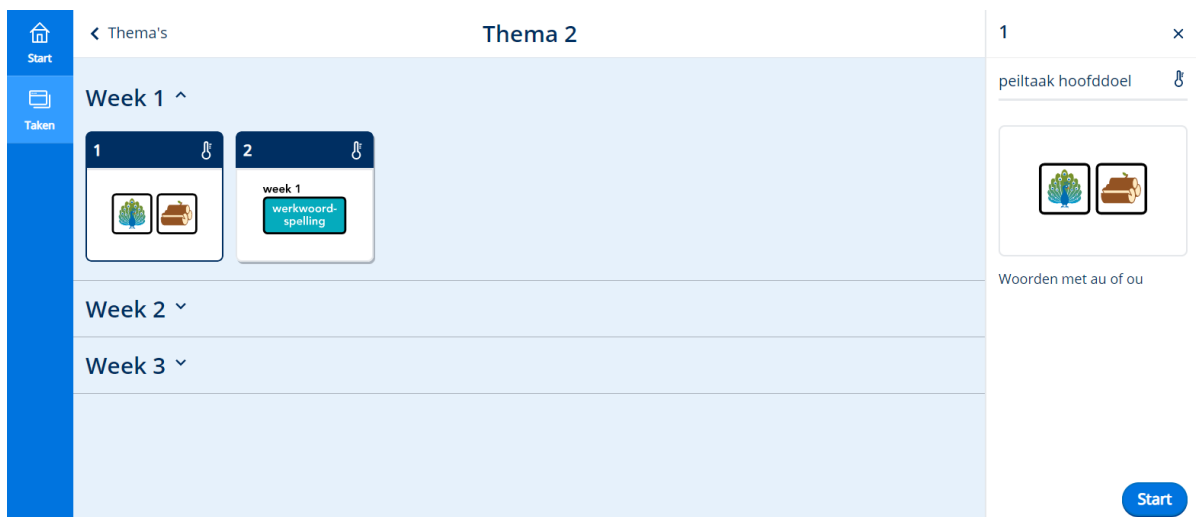 Start
Taken
Thema's
Thema 2
Week 1
1
2
week 1
werkwoord-
spelling
Week 2
Week 3
1
peiltaak hoofddoel
Woorden met au of ou
Start